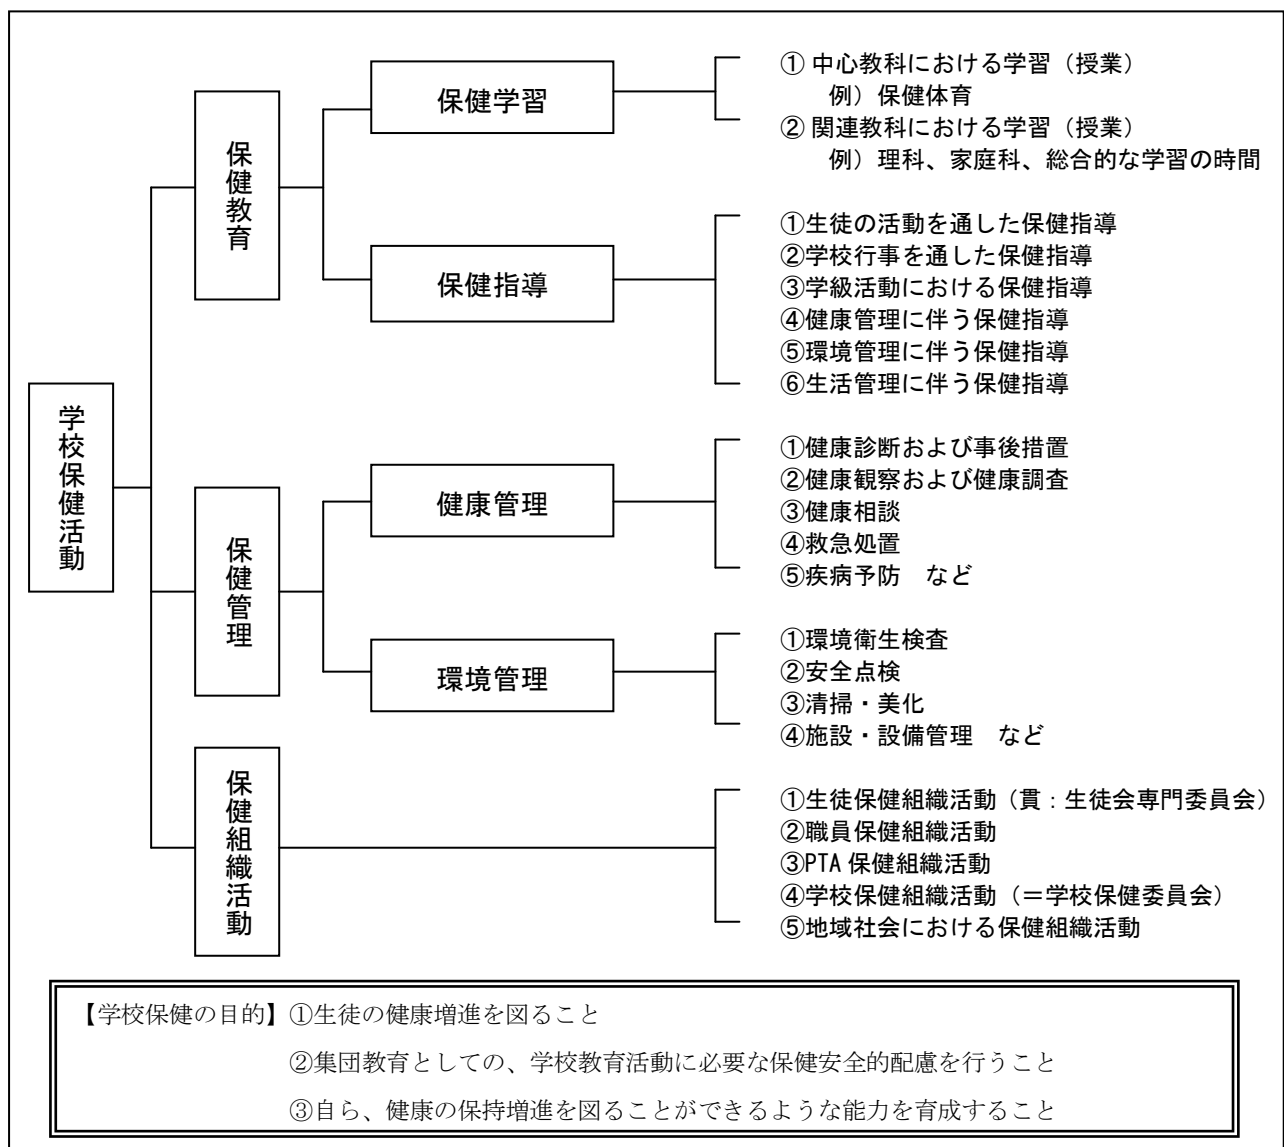 学校保健活動
保健教育
保健学習
① 中心教科における学習（授業）
例）保健体育
② 関連教科における学習（授業）
例）理科、家庭科、総合的な学習の時間
保健指導
①生徒の活動を通した保健指導
②学校行事を通した保健指導
③学級活動における保健指導
④健康管理に伴う保健指導
⑤環境管理に伴う保健指導
⑥生活管理に伴う保健指導
保健管理
健康管理
①健康診断および事後措置
②健康観察および健康調査
③健康相談
④救急処置
⑤疾病予防　など
環境管理
①環境衛生検査
②安全点検
③清掃・美化
④施設・設備管理　など
保健組織活動
①生徒保健組織活動（貫：生徒会専門委員会）
②職員保健組織活動
③PTA 保健組織活動
④学校保健組織活動（＝学校保健委員会）
⑤地域社会における保健組織活動
【学校保健の目的】①生徒の健康増進を図ること
②集団教育としての、学校教育活動に必要な保健安全的配慮を行うこと
③自ら、健康の保持増進を図ることができるような能力を育成すること